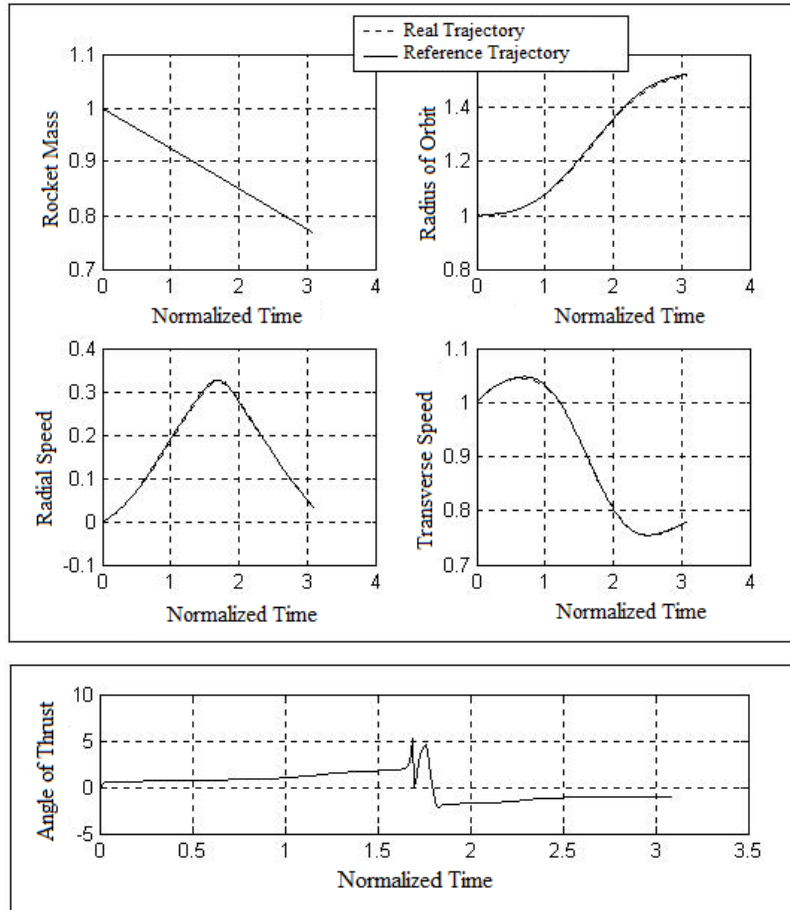 Real Trajectory
Reference Trajectory
1.1
1
0.9
0.8
0.7
Rocket Mass
0 1 2 3 4
Normalized Time
1.4
1.2
1
0.8
Radius of Orbit
0 1 2 3 4
Normalized Time
0.4
0.3
0.2
0.1
0
-0.1
Radial Speed
0 1 2 3 4
Normalized Time
1.1
1
0.9
0.8
0.7
Transverse Speed
0 1 2 3 4
Normalized Time
10
5
0
-5
Angle of Thrust
0 0.5 1 1.5 2 2.5 3 3.5
Normalized Time